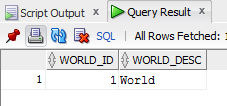 Script Output Query Result
SQL All Rows Fetched: 1
WORLD_ID WORLD_DESC
1 1 World